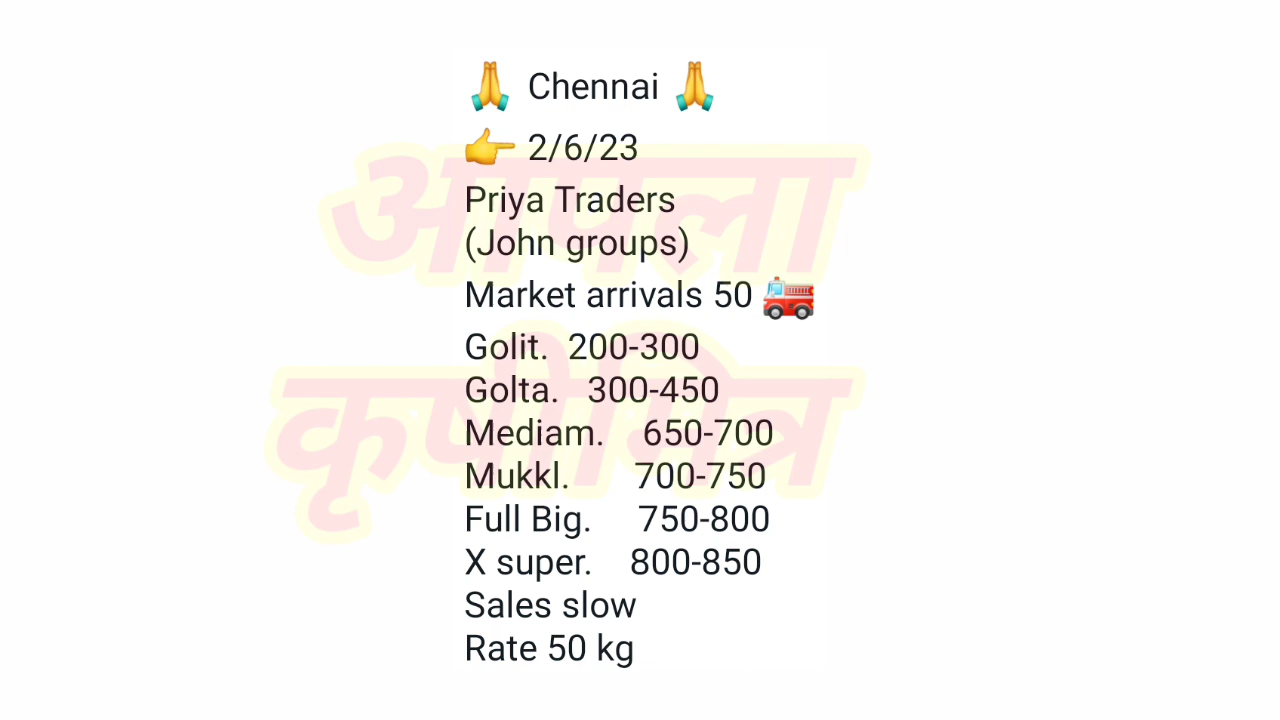 🙏 Chennai 🙏
👉 2/6/23
Priya Traders
(John groups)
Market arrivals 50 🚒
Golit. 200-300
Golta. 300-450
Mediam. 650-700
Mukkl. 700-750
Full Big. 750-800
X super. 800-850
Sales slow
Rate 50 kg
आपला
कृषीमित्र